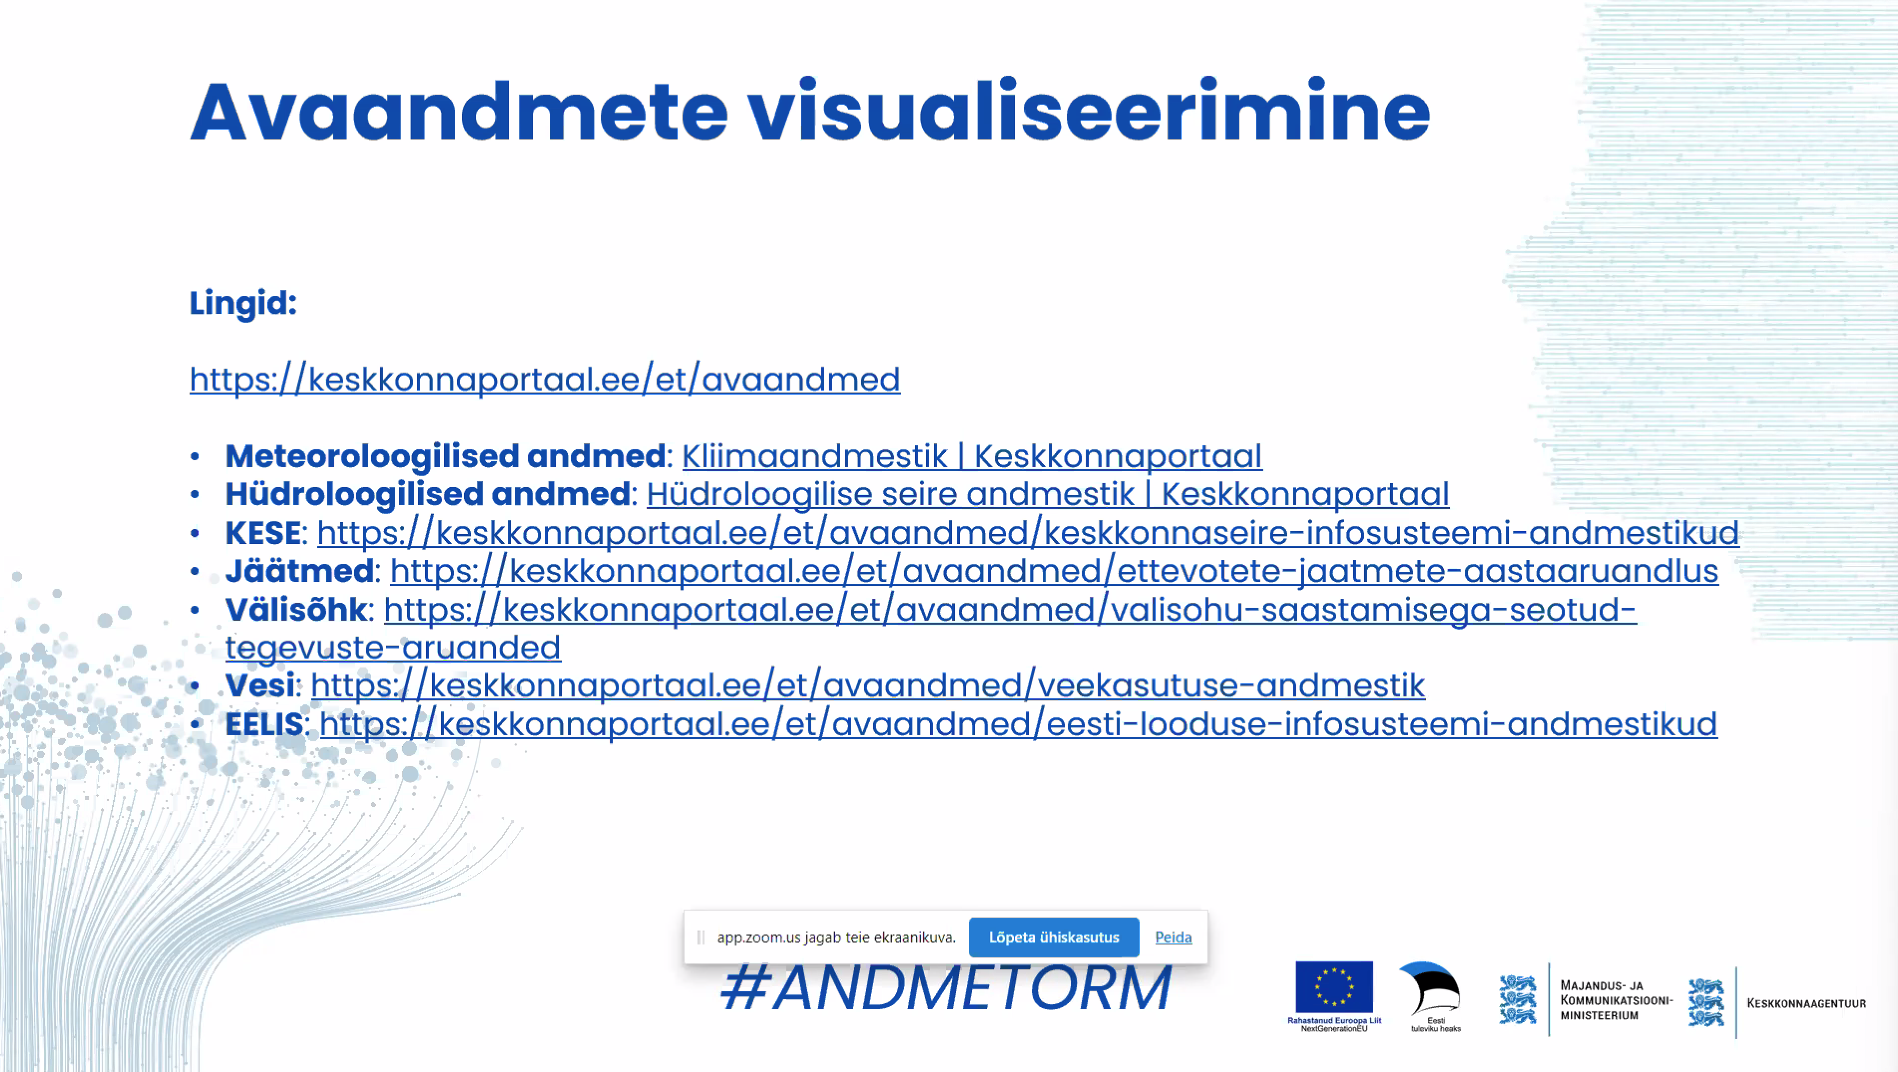 Avaandmete visualiseerimine
Lingid:
https://keskkonnaportaal.ee/et/avaandmed
• Meteoroloogilised andmed: Kliimaandmestik | Keskkonnaportaal
• Hüdroloogilised andmed: Hüdroloogilise seire andmestik | Keskkonnaportaal
• KESE: https://keskkonnaportaal.ee/et/avaandmed/keskkonnaseire-infosusteemi-andmestikud
• Jäätmed: https://keskkonnaportaal.ee/et/avaandmed/ettevotete-jaatmete-aastaaruandlus
• Välisõhk: https://keskkonnaportaal.ee/et/avaandmed/valisohu-saastamisega-seotud-
tegevuste-aruanded
• Vesi: https://keskkonnaportaal.ee/et/avaandmed/veekasutuse-andmestik
• EELIS: https://keskkonnaportaal.ee/et/avaandmed/eesti-looduse-infosusteemi-andmestikud
app.zoom.us jagab teie ekraanikuva. Lõpeta ühiskasutus Peida
#ANDMETORM
Rahastanud Euroopa Liit
NextGenerationEU
Eesti
tuleviku heaks
MAJANDUS- JA
KOMMUNIKATSIOONI-
MINISTEERIUM
KESKKONNAAGENTUUR